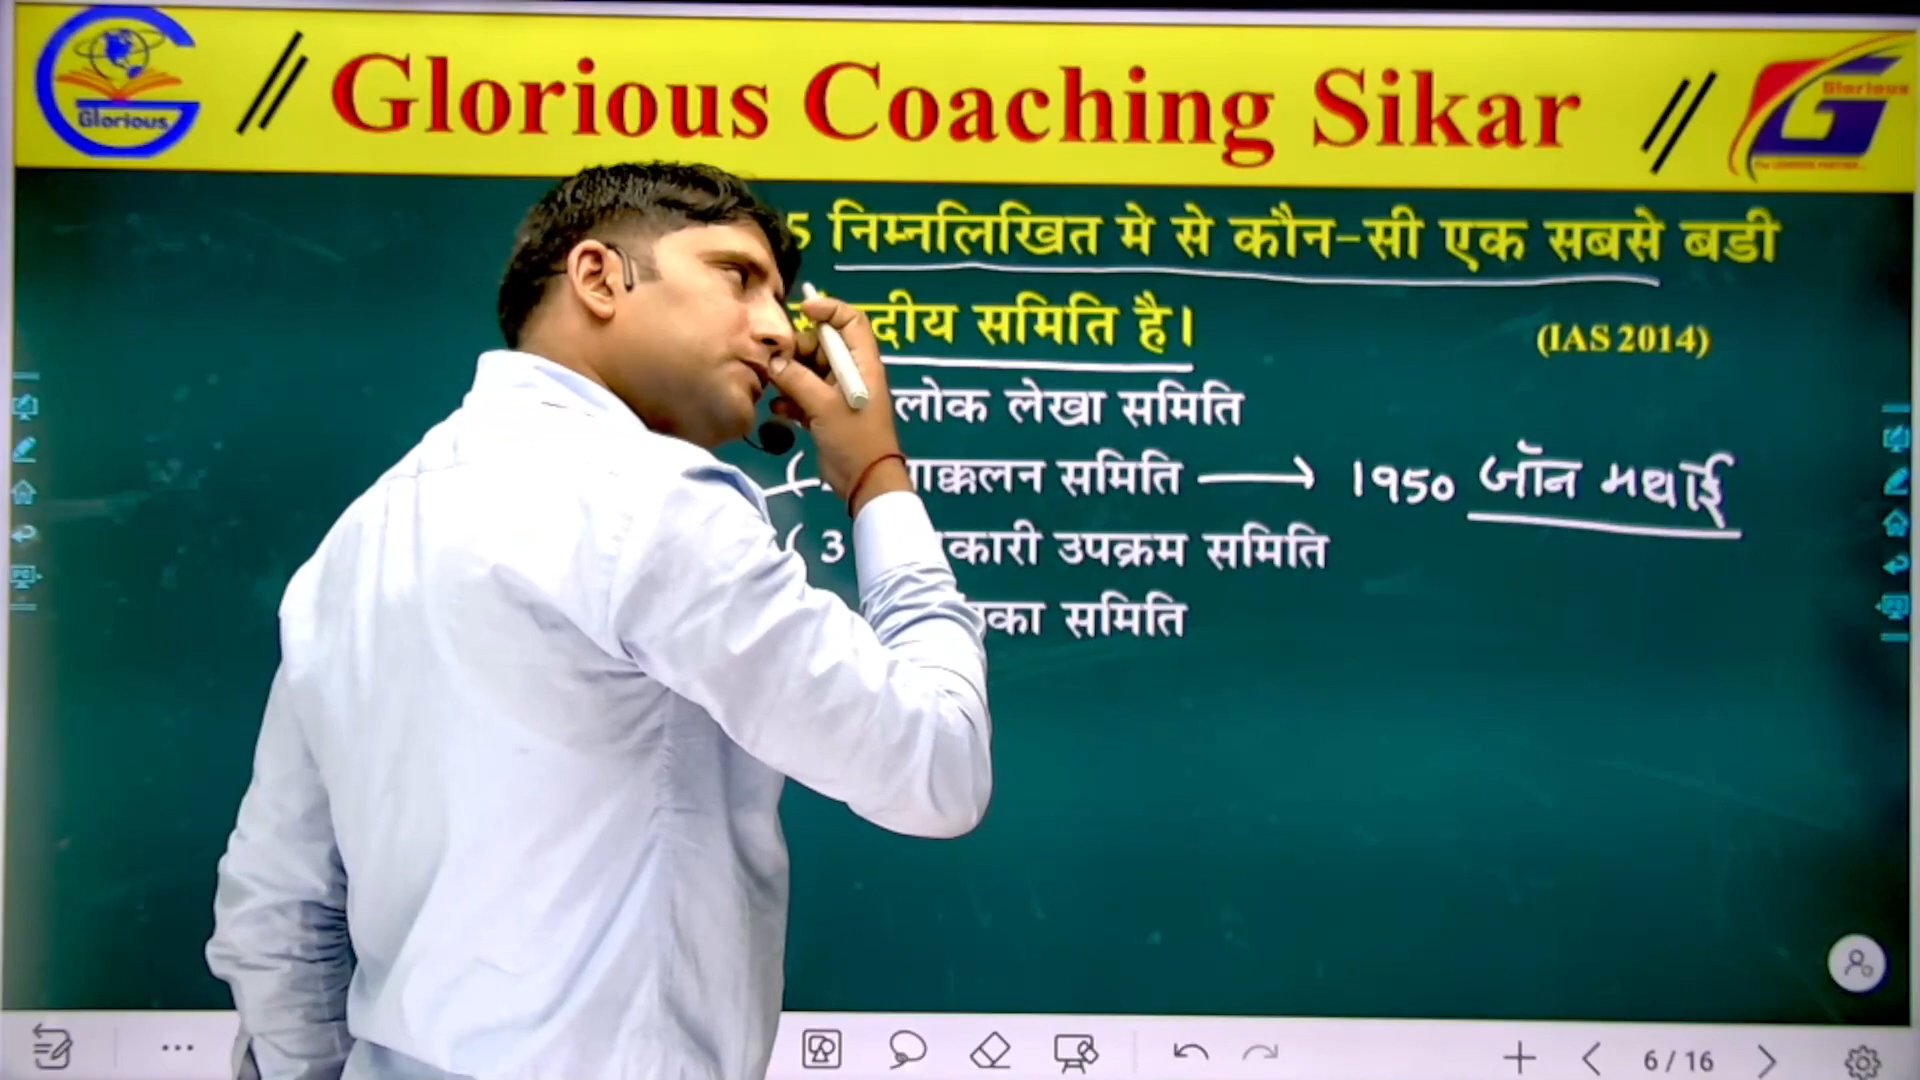 Glorious
// Glorious Coaching Sikar //
Glorious
5 निम्नलिखित मे से कौन-सी एक सबसे बडी
समिति है।
(IAS 2014)
लोक लेखा समिति
समिति → 1950 जॉन मथाई
( 3 उपक्रम समिति
समिति
6 / 16